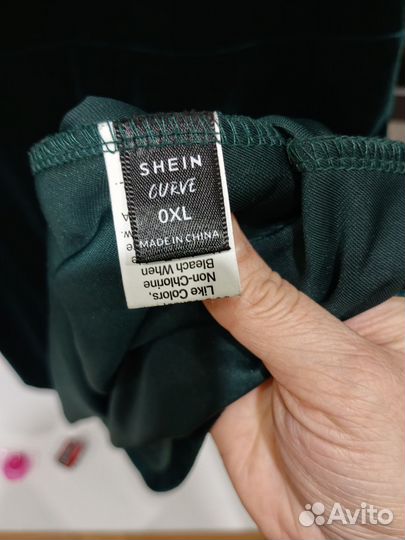 SHEIN
CURVE
0XL
MADE IN CHINA
Like Colors,
Non-Chlorine
Bleach When
Avito